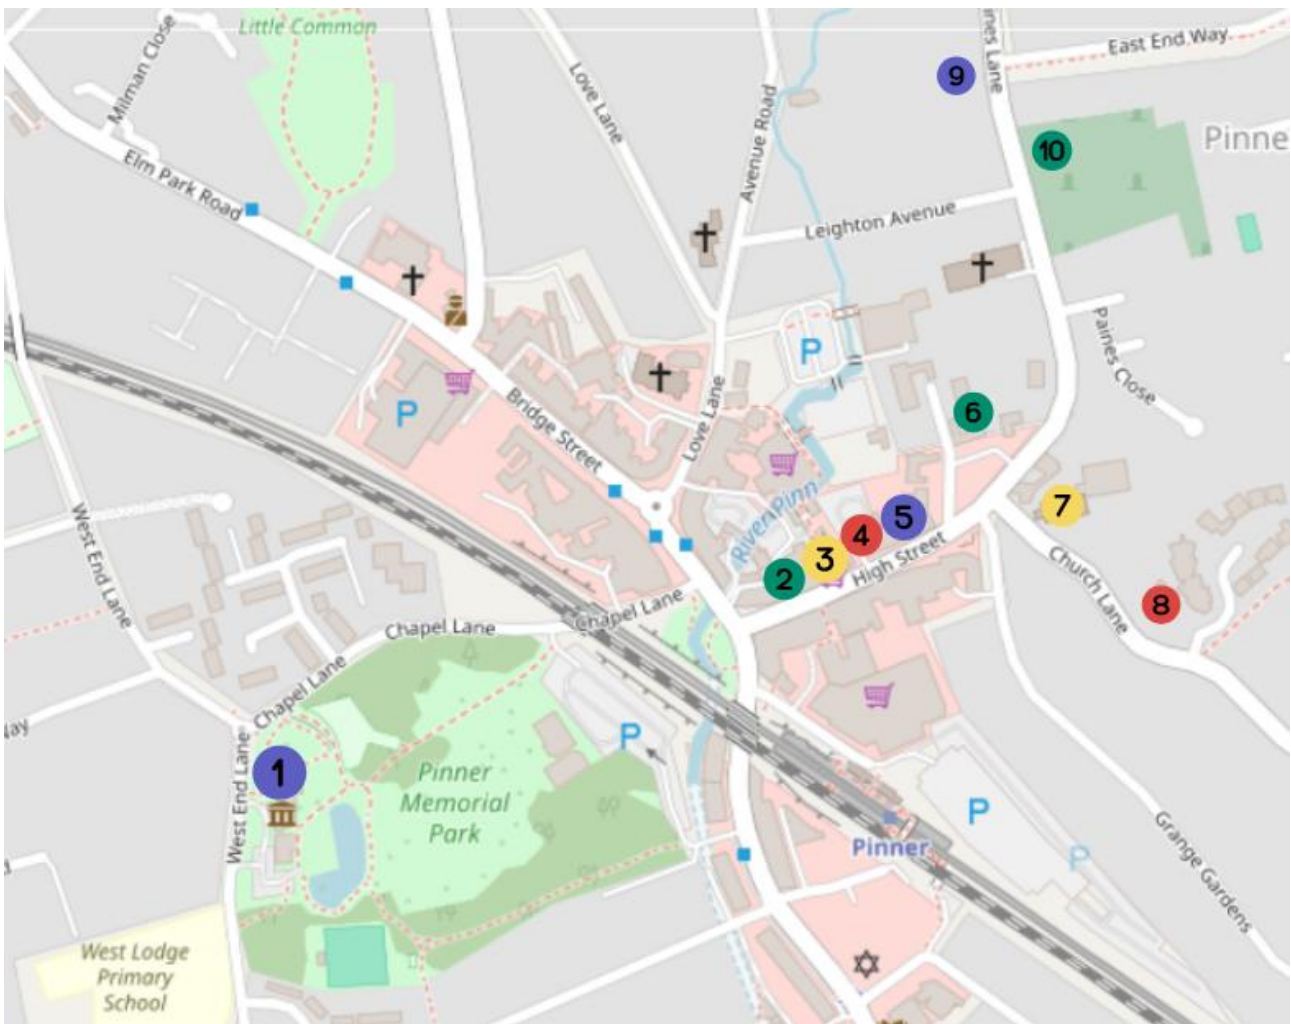 Little Common
Milman Close
Love Lane
Avenue Road
East End Way
9
10
Elm Park Road
Leighton Avenue
P
Paines Close
P
Bridge Street
Love Lane
6
River Pinn
7
5
4
3
2
High Street
West End Lane
Church Lane
8
Chapel Lane
Chapel Lane
Chapel Lane
P
1
West End Lane
Pinner
Memorial
Park
P
Pinner
P
Grange Gardens
West Lodge
Primary
School